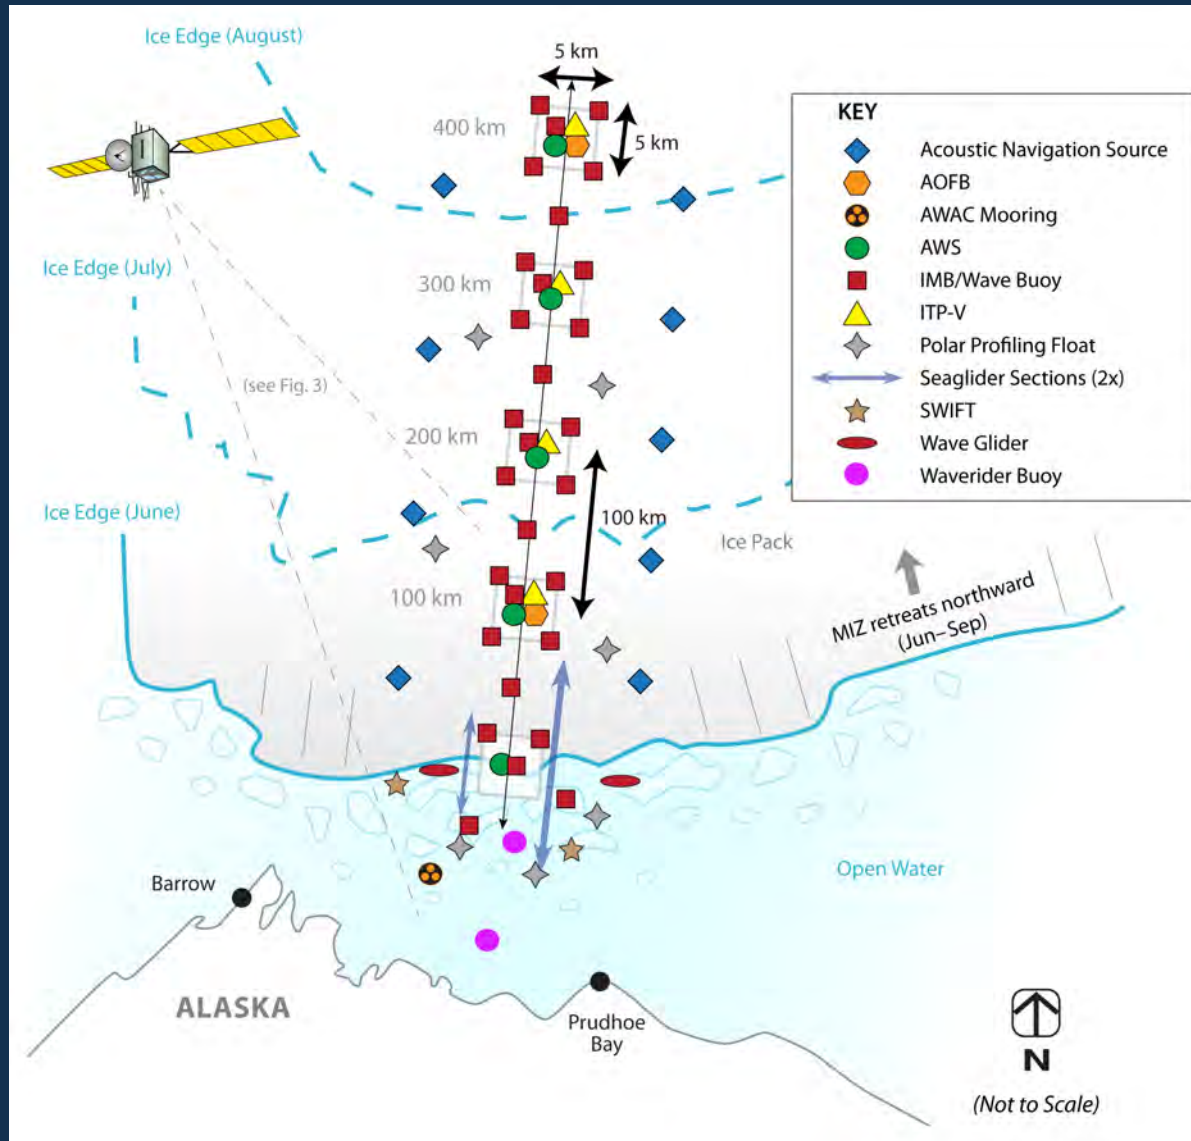 Ice Edge (August)
5 km
400 km
5 km
KEY
Acoustic Navigation Source
AOFB
AWAC Mooring
AWS
IMB/Wave Buoy
ITP-V
Polar Profiling Float
Seaglider Sections (2x)
SWIFT
Wave Glider
Waverider Buoy
Ice Edge (July)
300 km
(see Fig. 3)
200 km
Ice Edge (June)
100 km
Ice Pack
100 km
MIZ retreats northward
(Jun–Sep)
Barrow
Open Water
ALASKA
Prudhoe
Bay
N
(Not to Scale)